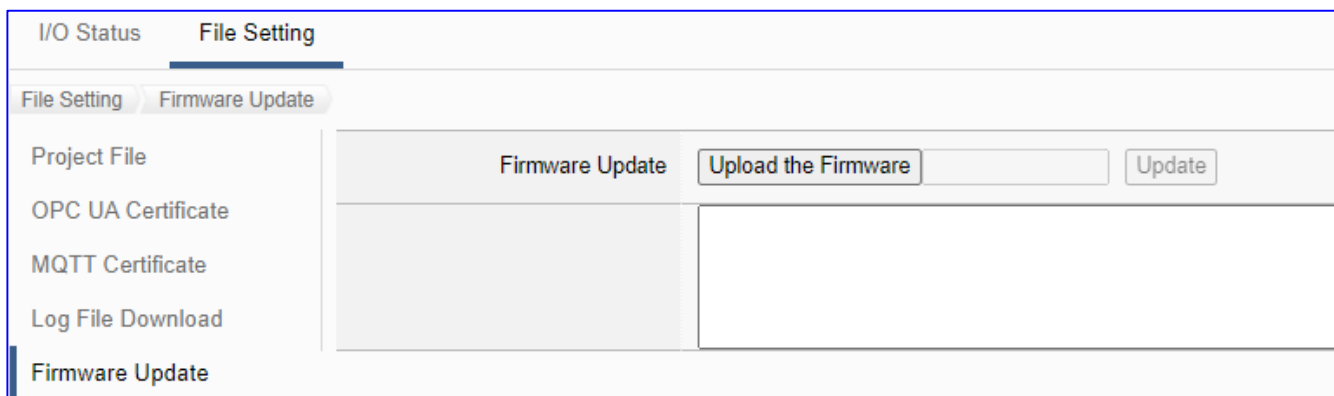 I/O Status File Setting
File Setting Firmware Update
Project File
OPC UA Certificate
MQTT Certificate
Log File Download
Firmware Update
Firmware Update Upload the Firmware Update